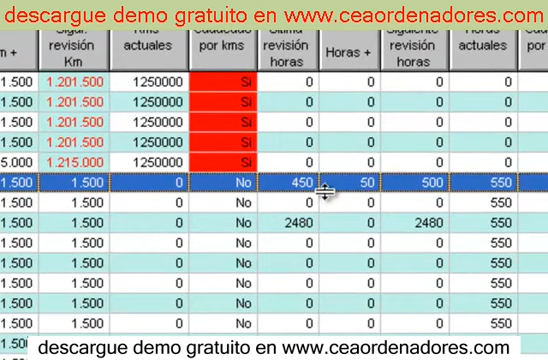 descargue demo gratuito en www.ceaordenadores.com
m + revisión Km actuales por kms revisión horas Horas + Siguiente revisión horas actuales por
1.500 1.201.500 1250000 Si 0 0 0 0
1.500 1.201.500 1250000 Si 0 0 0 0
1.500 1.201.500 1250000 Si 0 0 0 0
1.500 1.201.500 1250000 Si 0 0 0 0
5.000 1.215.000 1250000 Si 0 0 0 0
1.500 1.500 0 No 450 50 500 550
1.500 1.500 0 No 0 0 0 550
1.500 1.500 0 No 2480 0 2480 550
1.500 1.500 0 No 0 0 0 550
1.500 1.500 0 No 0 0 0 550
1.500 1.500 0 No 0 0 0 550
1.500 1.500 0 No 0 0 0 550
1.500 1.500 0 No 0 0 0 550
descargue demo gratuito en www.ceaordenadores.com